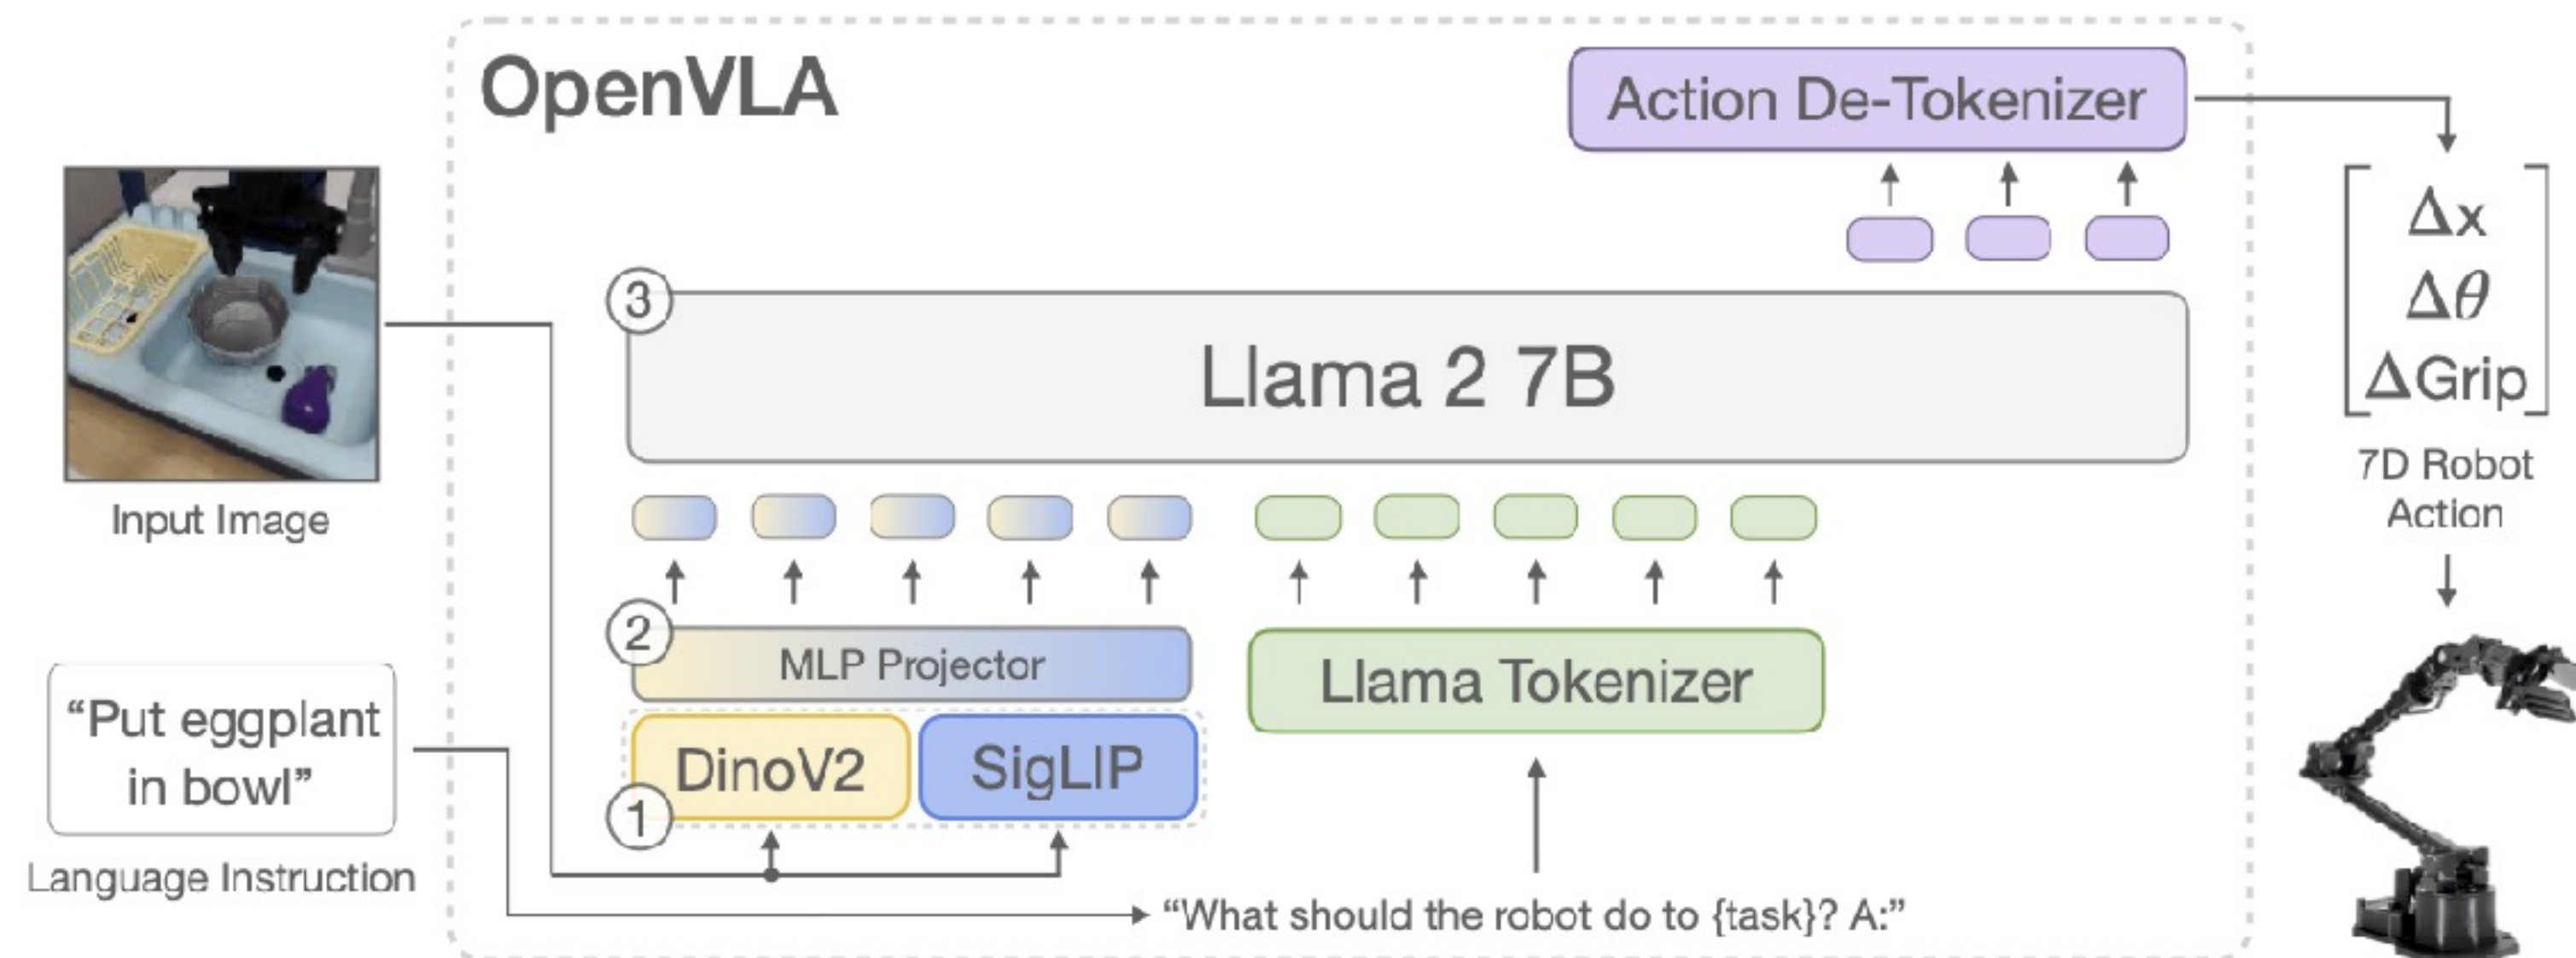 OpenVLA
Action De-Tokenizer
Δx
Δθ
ΔGrip
7D Robot
Action
3
Llama 2 7B
Input Image
2
MLP Projector
Llama Tokenizer
1
DinoV2
SigLIP
“Put eggplant
in bowl”
Language Instruction
“What should the robot do to {task}? A:”